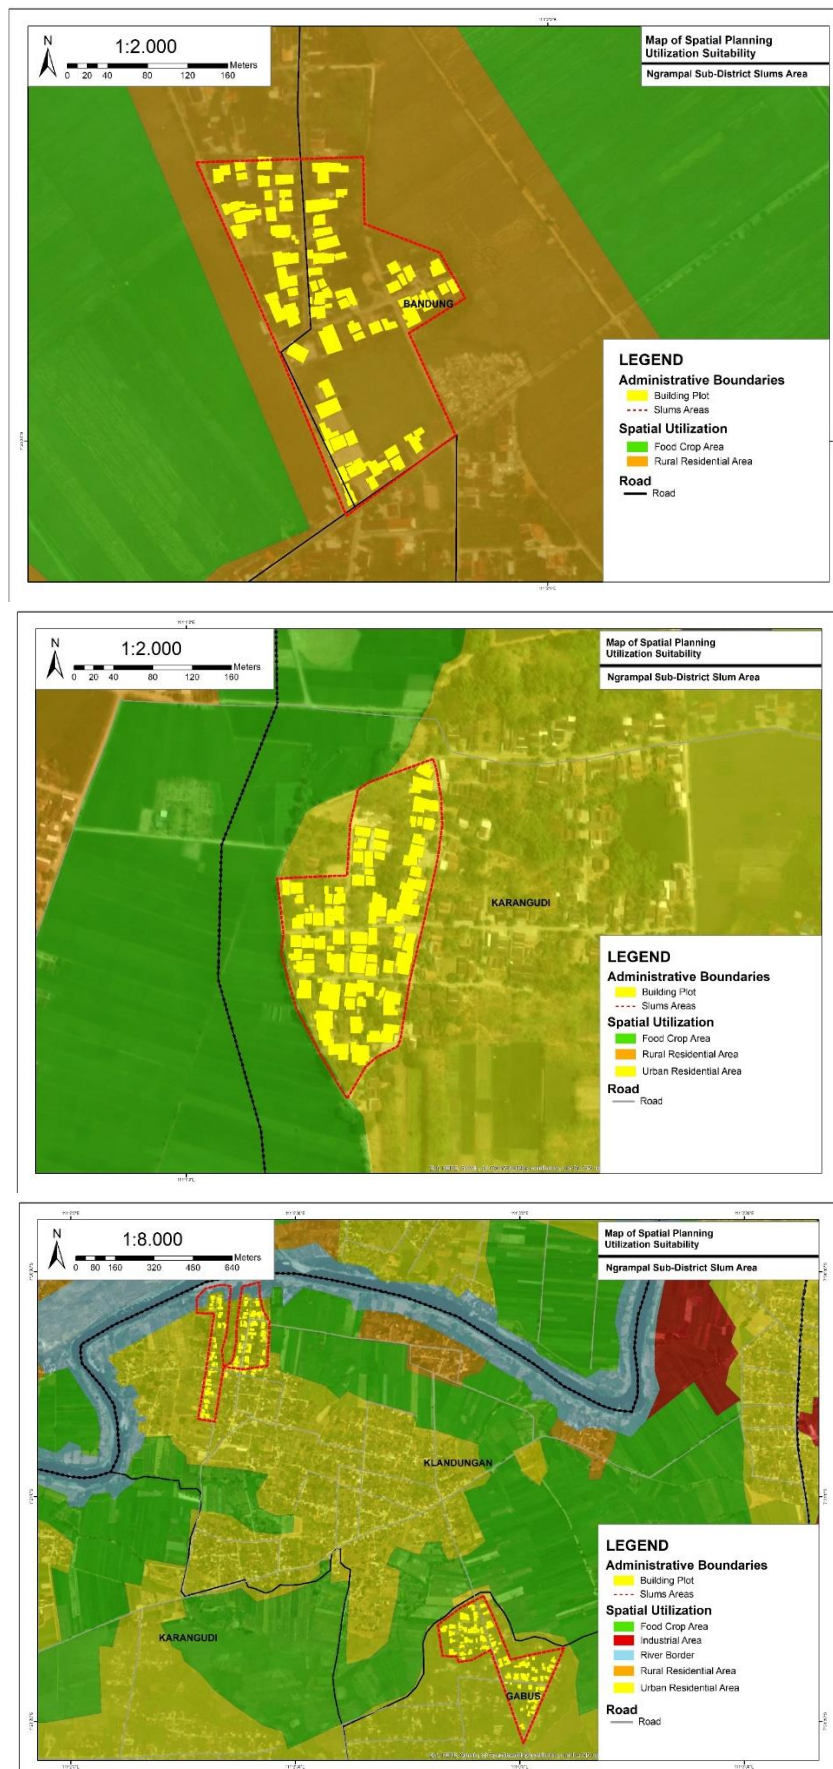 N
1:2.000
0 20 40 80 120 160 Meters
Map of Spatial Planning
Utilization Suitability
Ngrampal Sub-District Slums Area
BANDUNG
LEGEND
Administrative Boundaries
Building Plot
Slums Areas
Spatial Utilization
Food Crop Area
Rural Residential Area
Road
Road
N
1:2.000
0 20 40 80 120 160 Meters
Map of Spatial Planning
Utilization Suitability
Ngrampal Sub-District Slum Area
KARANGUDI
LEGEND
Administrative Boundaries
Building Plot
Slums Areas
Spatial Utilization
Food Crop Area
Rural Residential Area
Urban Residential Area
Road
Road
N
1:8.000
0 80 160 320 480 640 Meters
Map of Spatial Planning
Utilization Suitability
Ngrampal Sub-District Slum Area
KLANDUNGAN
KARANGUDI
GABUS
LEGEND
Administrative Boundaries
Building Plot
Slums Areas
Spatial Utilization
Food Crop Area
Industrial Area
River Border
Rural Residential Area
Urban Residential Area
Road
Road